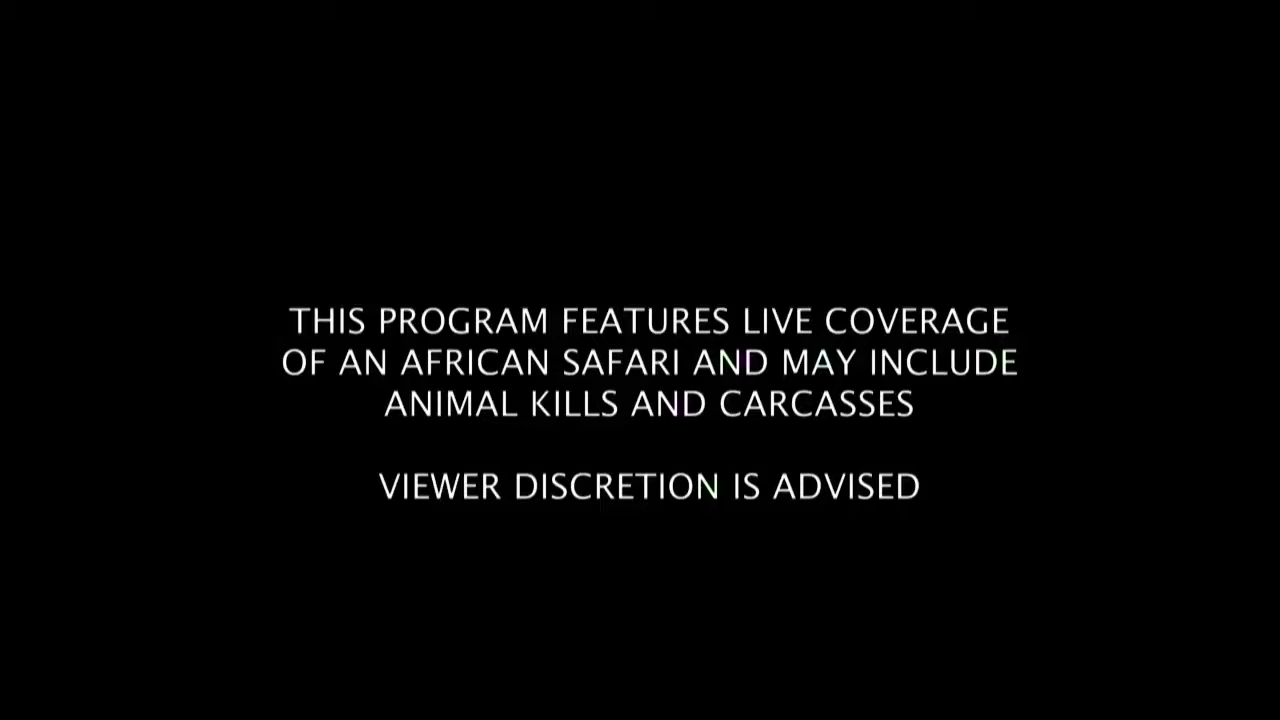 THIS PROGRAM FEATURES LIVE COVERAGE
OF AN AFRICAN SAFARI AND MAY INCLUDE
ANIMAL KILLS AND CARCASSES
VIEWER DISCRETION IS ADVISED